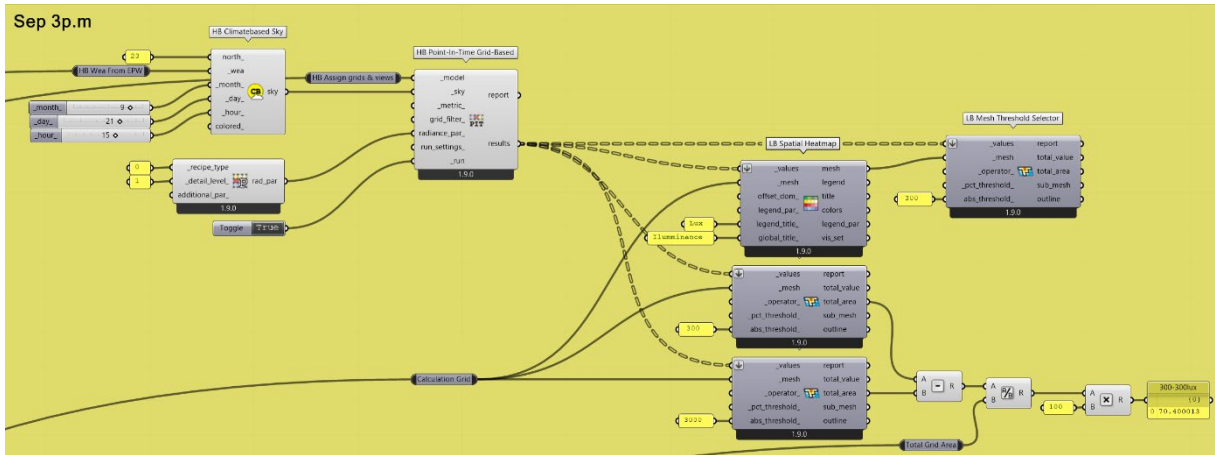 Sep 3p.m
HB Climatebased Sky
23
HB Wea From EPW
north_
_wea
_month_
_day_
_hour_
colored_
CB
sky
_month_ 9
_day_ 21
_hour_ 15
HB Assign grids & views
HB Point-In-Time Grid-Based
_model
_sky
_metric_
grid_filter_
radiance_par_
run_settings_
_run
PIT
report
results
1.9.0
0
1
_recipe_type
_detail_level_
additional_par_
rad_par
1.9.0
Toggle True
LB Spatial Heatmap
_values
_mesh
offset_dom_
legend_par_
legend_title_
global_title_
mesh
legend
title
colors
legend_par
vis_set
1.9.0
Lux
Iluminance
LB Mesh Threshold Selector
_values
_mesh
_operator_
_pct_threshold_
abs_threshold_
report
total_value
total_area
sub_mesh
outline
1.9.0
300
_values
_mesh
_operator_
_pct_threshold_
abs_threshold_
report
total_value
total_area
sub_mesh
outline
1.9.0
300
Calculation Grid
_values
_mesh
_operator_
_pct_threshold_
abs_threshold_
report
total_value
total_area
sub_mesh
outline
1.9.0
3000
A
B
R
A
B
A/B
R
100
A
B
R
Total Grid Area
300-300lux
{0}
0 70.400013